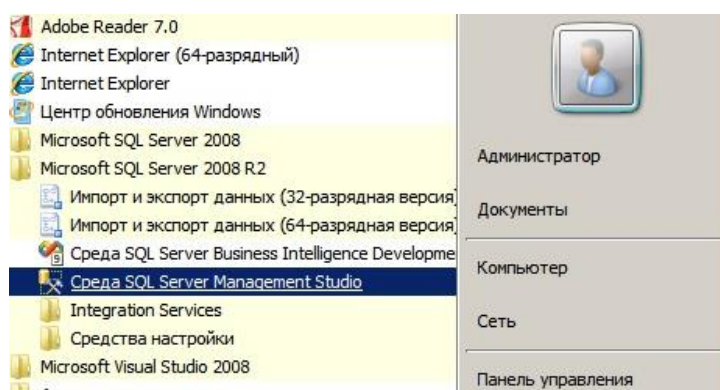 Adobe Reader 7.0
Internet Explorer (64-разрядный)
Internet Explorer
Центр обновления Windows
Microsoft SQL Server 2008
Microsoft SQL Server 2008 R2
Импорт и экспорт данных (32-разрядная версия)
Импорт и экспорт данных (64-разрядная версия)
Среда SQL Server Business Intelligence Developme
Среда SQL Server Management Studio
Integration Services
Средства настройки
Microsoft Visual Studio 2008
Администратор
Документы
Компьютер
Сеть
Панель управления